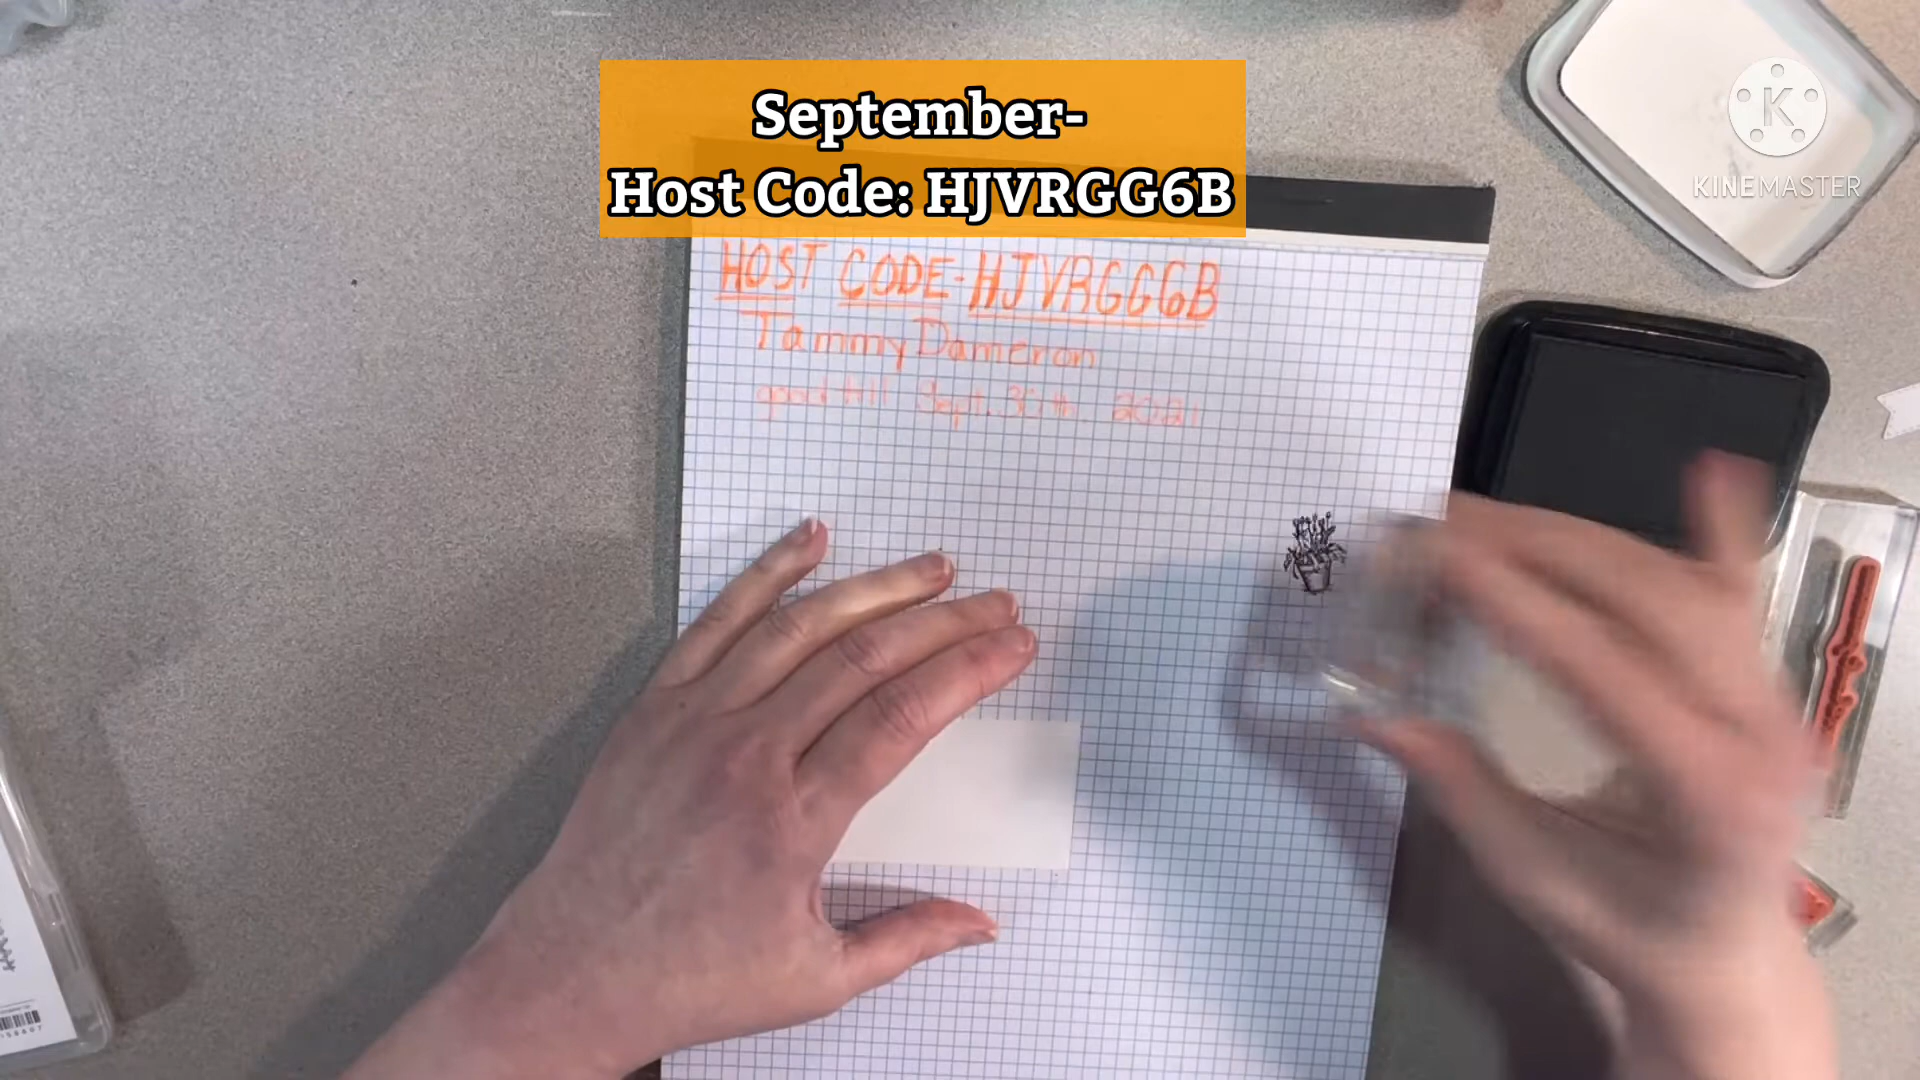 September-
Host Code: HJVRGG6B
KINEMASTER
HOST CODE-HJVRGG6B
Tammy Dameron
good till Sept. 30th 2021